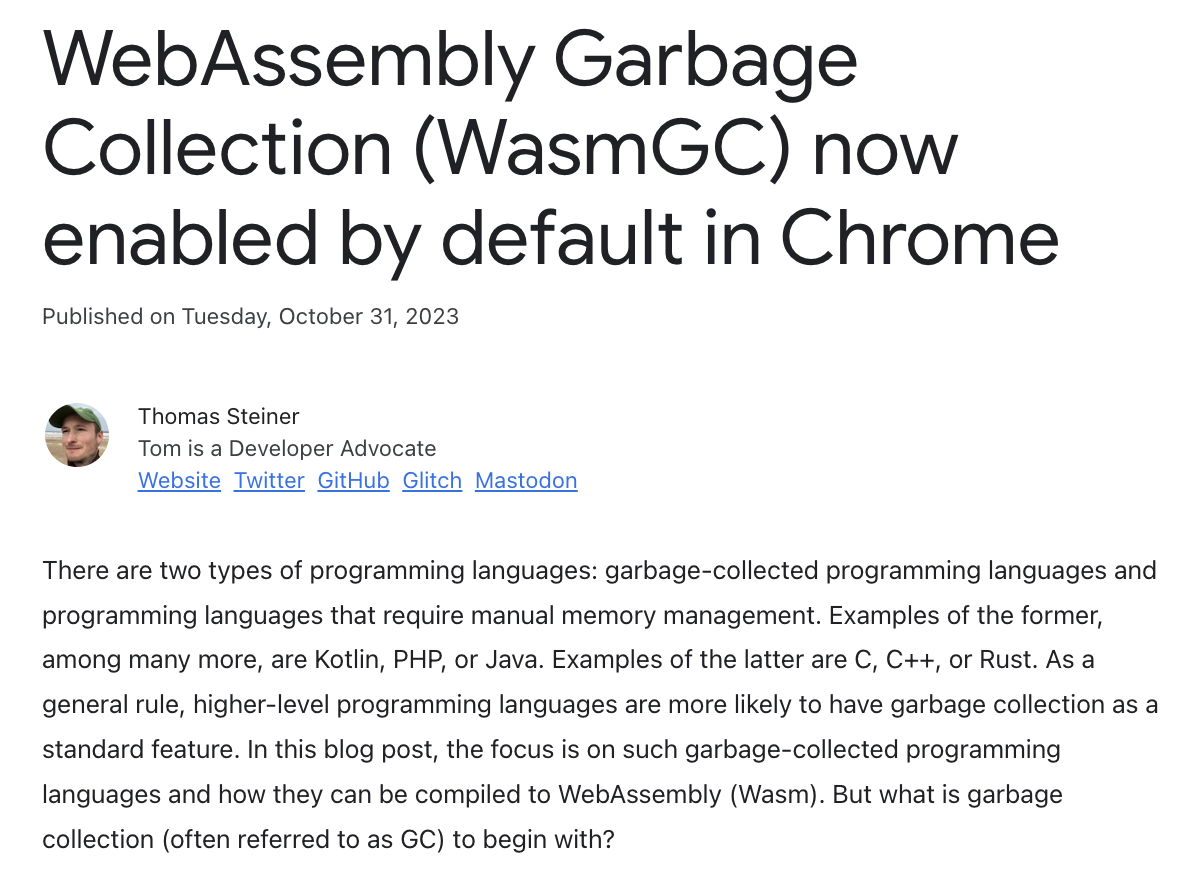 WebAssembly Garbage
Collection (WasmGC) now
enabled by default in Chrome
Published on Tuesday, October 31, 2023
Thomas Steiner
Tom is a Developer Advocate
Website Twitter GitHub Glitch Mastodon
There are two types of programming languages: garbage-collected programming languages and
programming languages that require manual memory management. Examples of the former,
among many more, are Kotlin, PHP, or Java. Examples of the latter are C, C++, or Rust. As a
general rule, higher-level programming languages are more likely to have garbage collection as a
standard feature. In this blog post, the focus is on such garbage-collected programming
languages and how they can be compiled to WebAssembly (Wasm). But what is garbage
collection (often referred to as GC) to begin with?